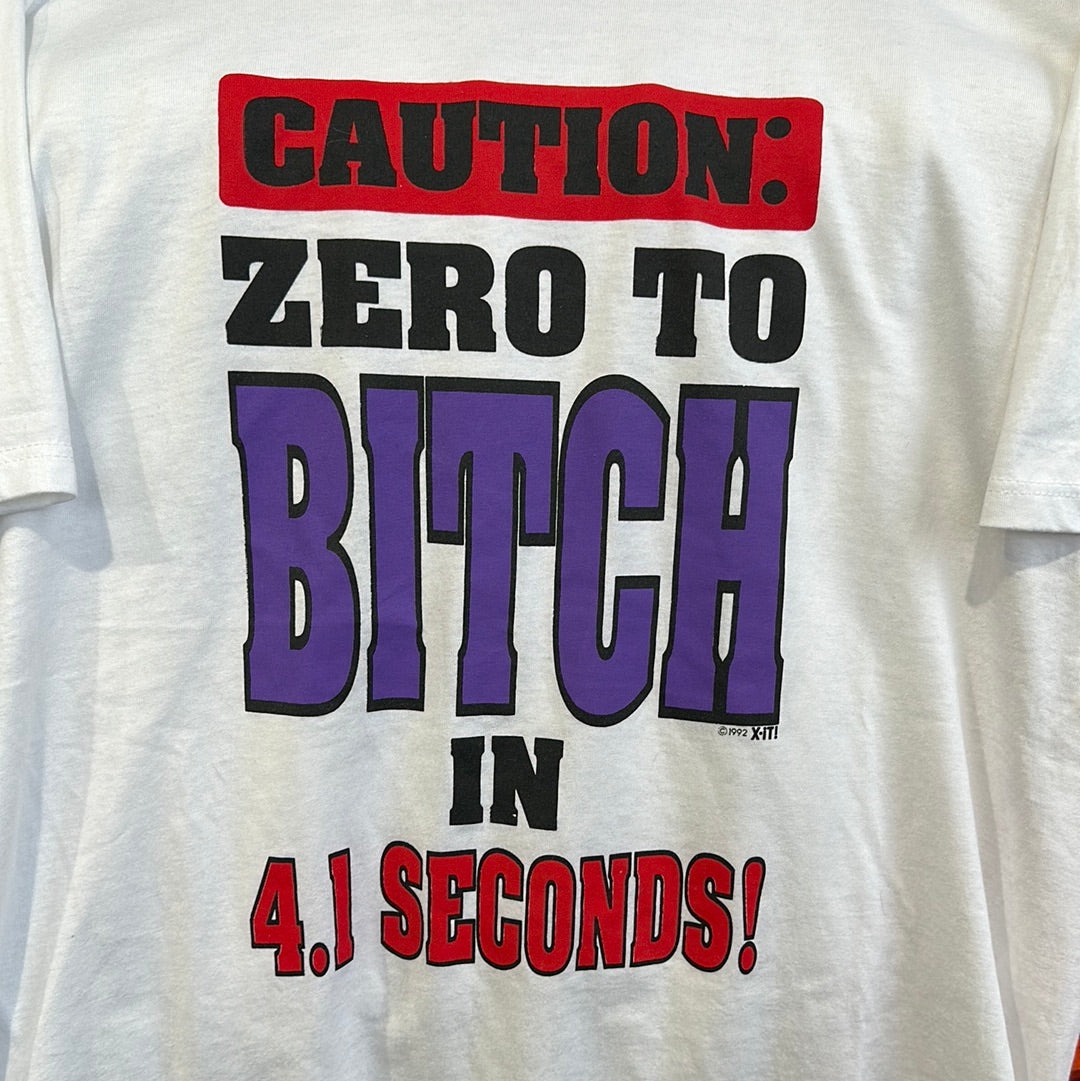 CAUTION:
ZERO TO
BITCH
©1992 X-IT!
IN
4.1 SECONDS!